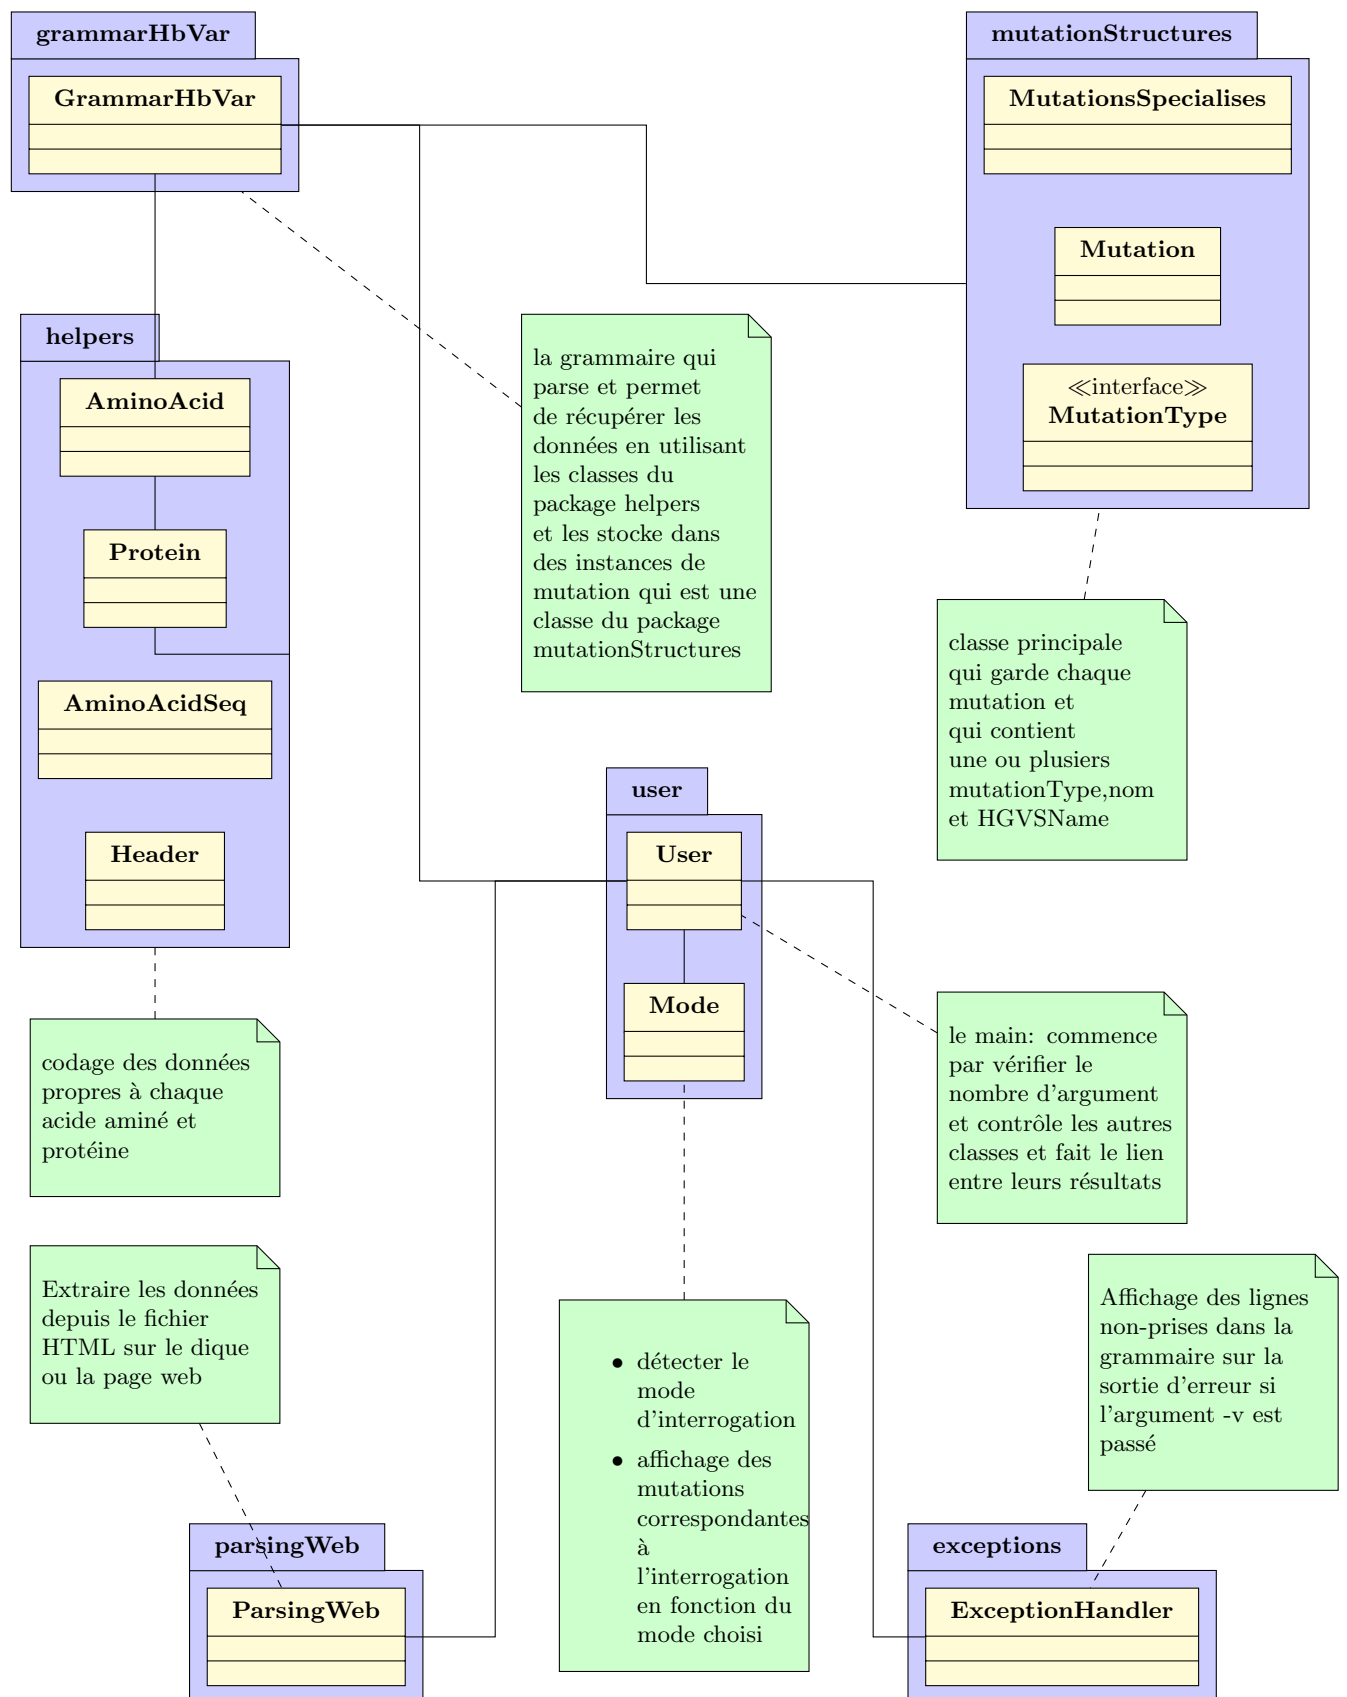 grammarHbVar
GrammarHbVar
mutationStructures
MutationsSpecialises
Mutation
≪interface≫
MutationType
helpers
AminoAcid
Protein
AminoAcidSeq
Header
la grammaire qui
parse et permet
de récupérer les
données en utilisant
les classes du
package helpers
et les stocke dans
des instances de
mutation qui est une
classe du package
mutationStructures
classe principale
qui garde chaque
mutation et
qui contient
une ou plusiers
mutationType,nom
et HGVSName
user
User
Mode
codage des données
propres à chaque
acide aminé et
protéine
le main: commence
par vérifier le
nombre d'argument
et contrôle les autres
classes et fait le lien
entre leurs résultats
Extraire les données
depuis le fichier
HTML sur le dique
ou la page web
• détecter le
mode
d'interrogation
• affichage des
mutations
correspondantes
à
l'interrogation
en fonction du
mode choisi
Affichage des lignes
non-prises dans la
grammaire sur la
sortie d'erreur si
l'argument -v est
passé
parsingWeb
ParsingWeb
exceptions
ExceptionHandler